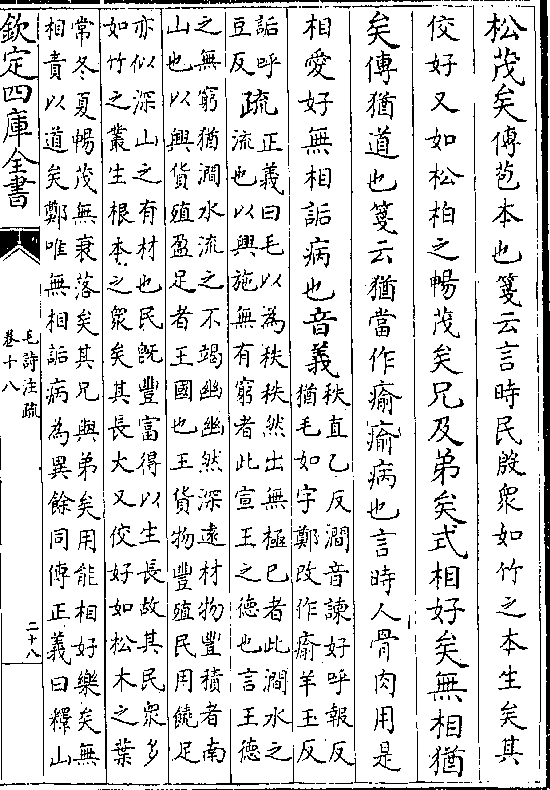 松茂矣傳苞本也箋云言時民殷衆如竹之本生矣其
佼好又如松柏之暢茂矣兄及弟矣式相好矣無相猶
矣傳猶道也箋云猶當作瘉瘉病也言時人骨肉用是
相愛好無相詬病也音義秩直乙反澗音諫好呼報反
猶毛如字鄭改作瘉羊玉反
詬呼
豆反疏正義曰毛以為秩秩然出無極已者此澗水之
流也以興施無有窮者此宣王之德也言王德
之無窮猶澗水流之不竭幽幽然深遠材物豐積者南
山也以興貨殖盈足者王國也王貨物豐殖民用饒足
亦似深山之有材也民既豐富得以生長故其民衆多
如竹之叢生根本之衆矣其長大又佼好如松木之葉
常冬夏暢茂無衰落矣其兄與弟矣用能相好樂矣無
相責以道矣鄭唯無相詬病為異餘同傳正義曰釋山
欽定四庫全書
毛詩注疏
卷十八
二十八